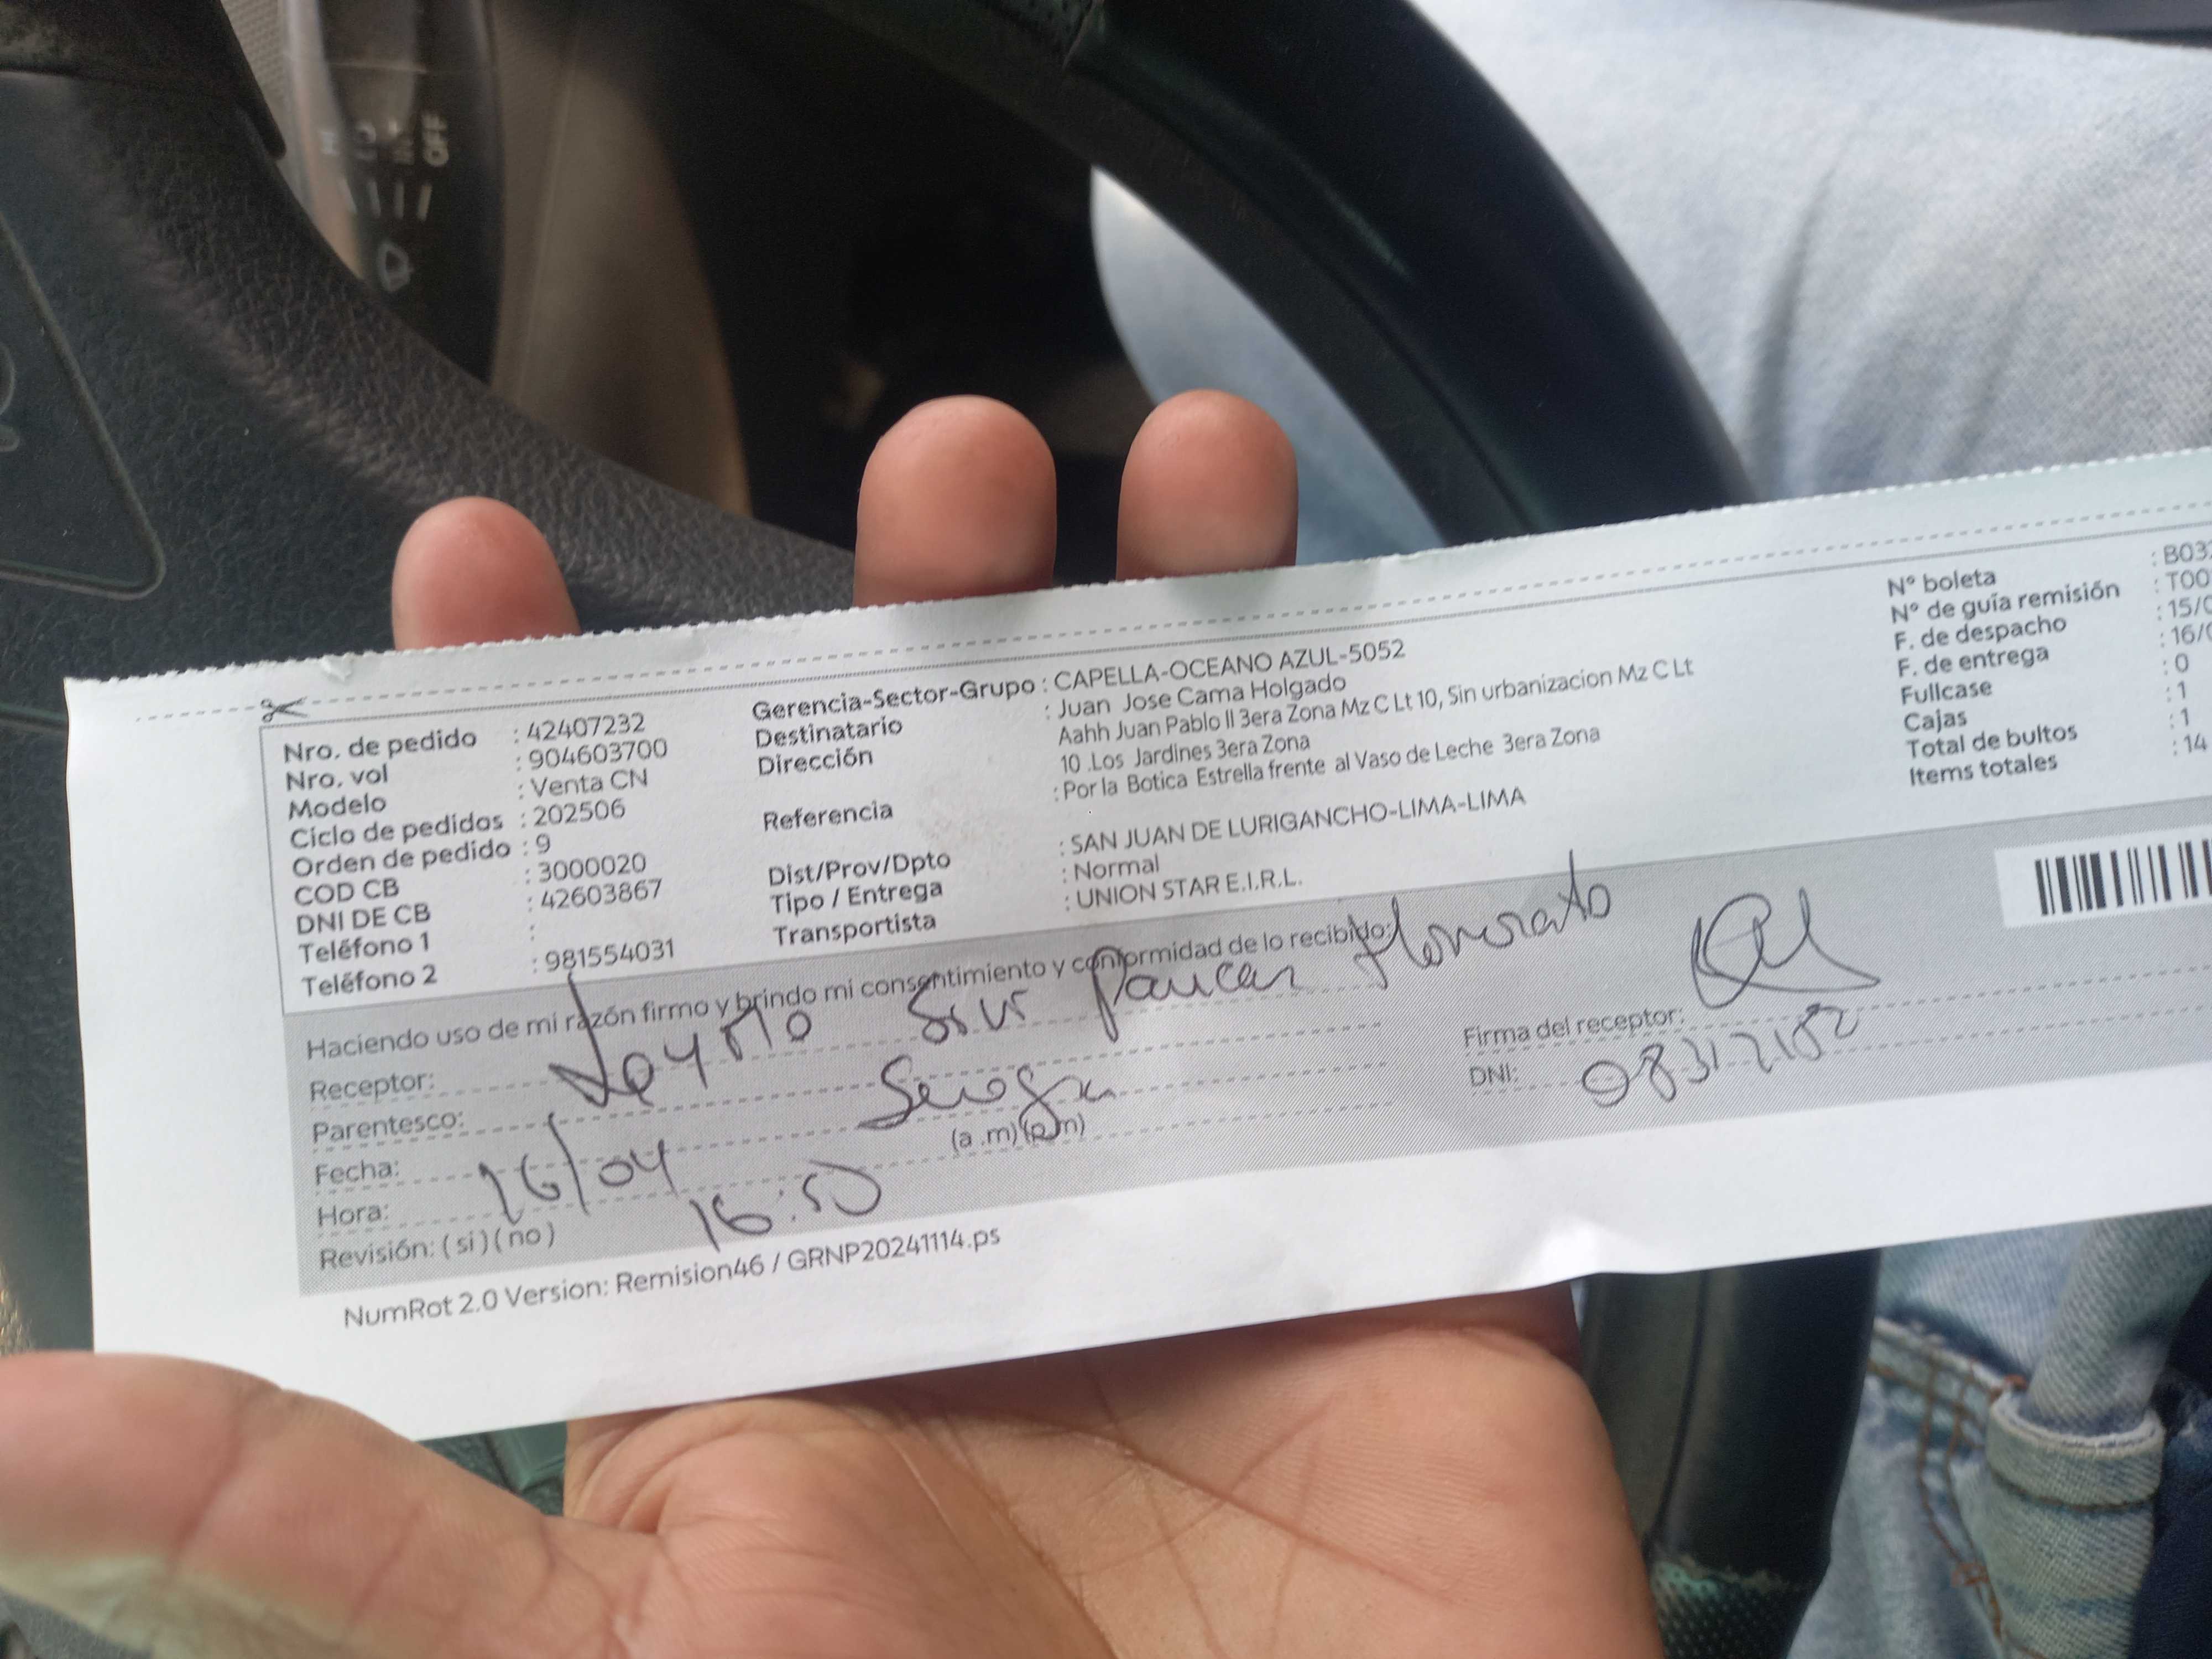 OFF
Nro. de pedido : 42407232
Nro. vol : 904603700
Modelo : Venta CN
Ciclo de pedidos : 202506
Orden de pedido : 9
COD CB : 3000020
DNI DE CB : 42603867
Teléfono 1 :
Teléfono 2 : 981554031
Gerencia-Sector-Grupo : CAPELLA-OCEANO AZUL-5052
Destinatario : Juan Jose Cama Holgado
Dirección Aahh Juan Pablo II 3era Zona Mz C Lt 10, Sin urbanizacion Mz C Lt
10 .Los Jardines 3era Zona
Referencia : Por la Botica Estrella frente al Vaso de Leche 3era Zona
Dist/Prov/Dpto : SAN JUAN DE LURIGANCHO-LIMA-LIMA
Tipo / Entrega : Normal
Transportista : UNION STAR E.I.R.L.
N° boleta : B03
N° de guía remisión : T00
F. de despacho : 15/0
F. de entrega : 16/0
Fullcase : 0
Cajas : 1
Total de bultos : 1
Items totales : 14
Haciendo uso de mi razón firmo y brindo mi consentimiento y conformidad de lo recibido:
Receptor: Paucar Honorato
Parentesco:
Fecha: 16/04
Hora: 16:50 (a .m) (p.m)
Revisión: ( si ) ( no )
Firma del receptor:
DNI: 98312182
NumRot 2.0 Version: Remision46 / GRNP20241114.ps